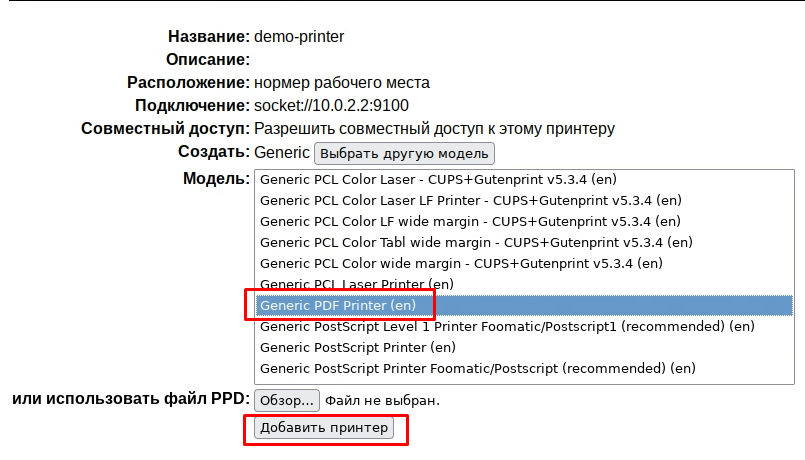 Название: demo-printer
Описание:
Расположение: нормер рабочего места
Подключение: socket://10.0.2.2:9100
Совместный доступ: Разрешить совместный доступ к этому принтеру
Создать: Generic Выбрать другую модель
Модель: Generic PCL Color Laser - CUPS+Gutenprint v5.3.4 (en)
Generic PCL Color Laser LF Printer - CUPS+Gutenprint v5.3.4 (en)
Generic PCL Color LF wide margin - CUPS+Gutenprint v5.3.4 (en)
Generic PCL Color Tabl wide margin - CUPS+Gutenprint v5.3.4 (en)
Generic PCL Color wide margin - CUPS+Gutenprint v5.3.4 (en)
Generic PCL Laser Printer (en)
Generic PDF Printer (en)
Generic PostScript Level 1 Printer Foomatic/Postscript1 (recommended) (en)
Generic PostScript Printer (en)
Generic PostScript Printer Foomatic/Postscript (recommended) (en)
или использовать файл PPD: Обзор... Файл не выбран.
Добавить принтер